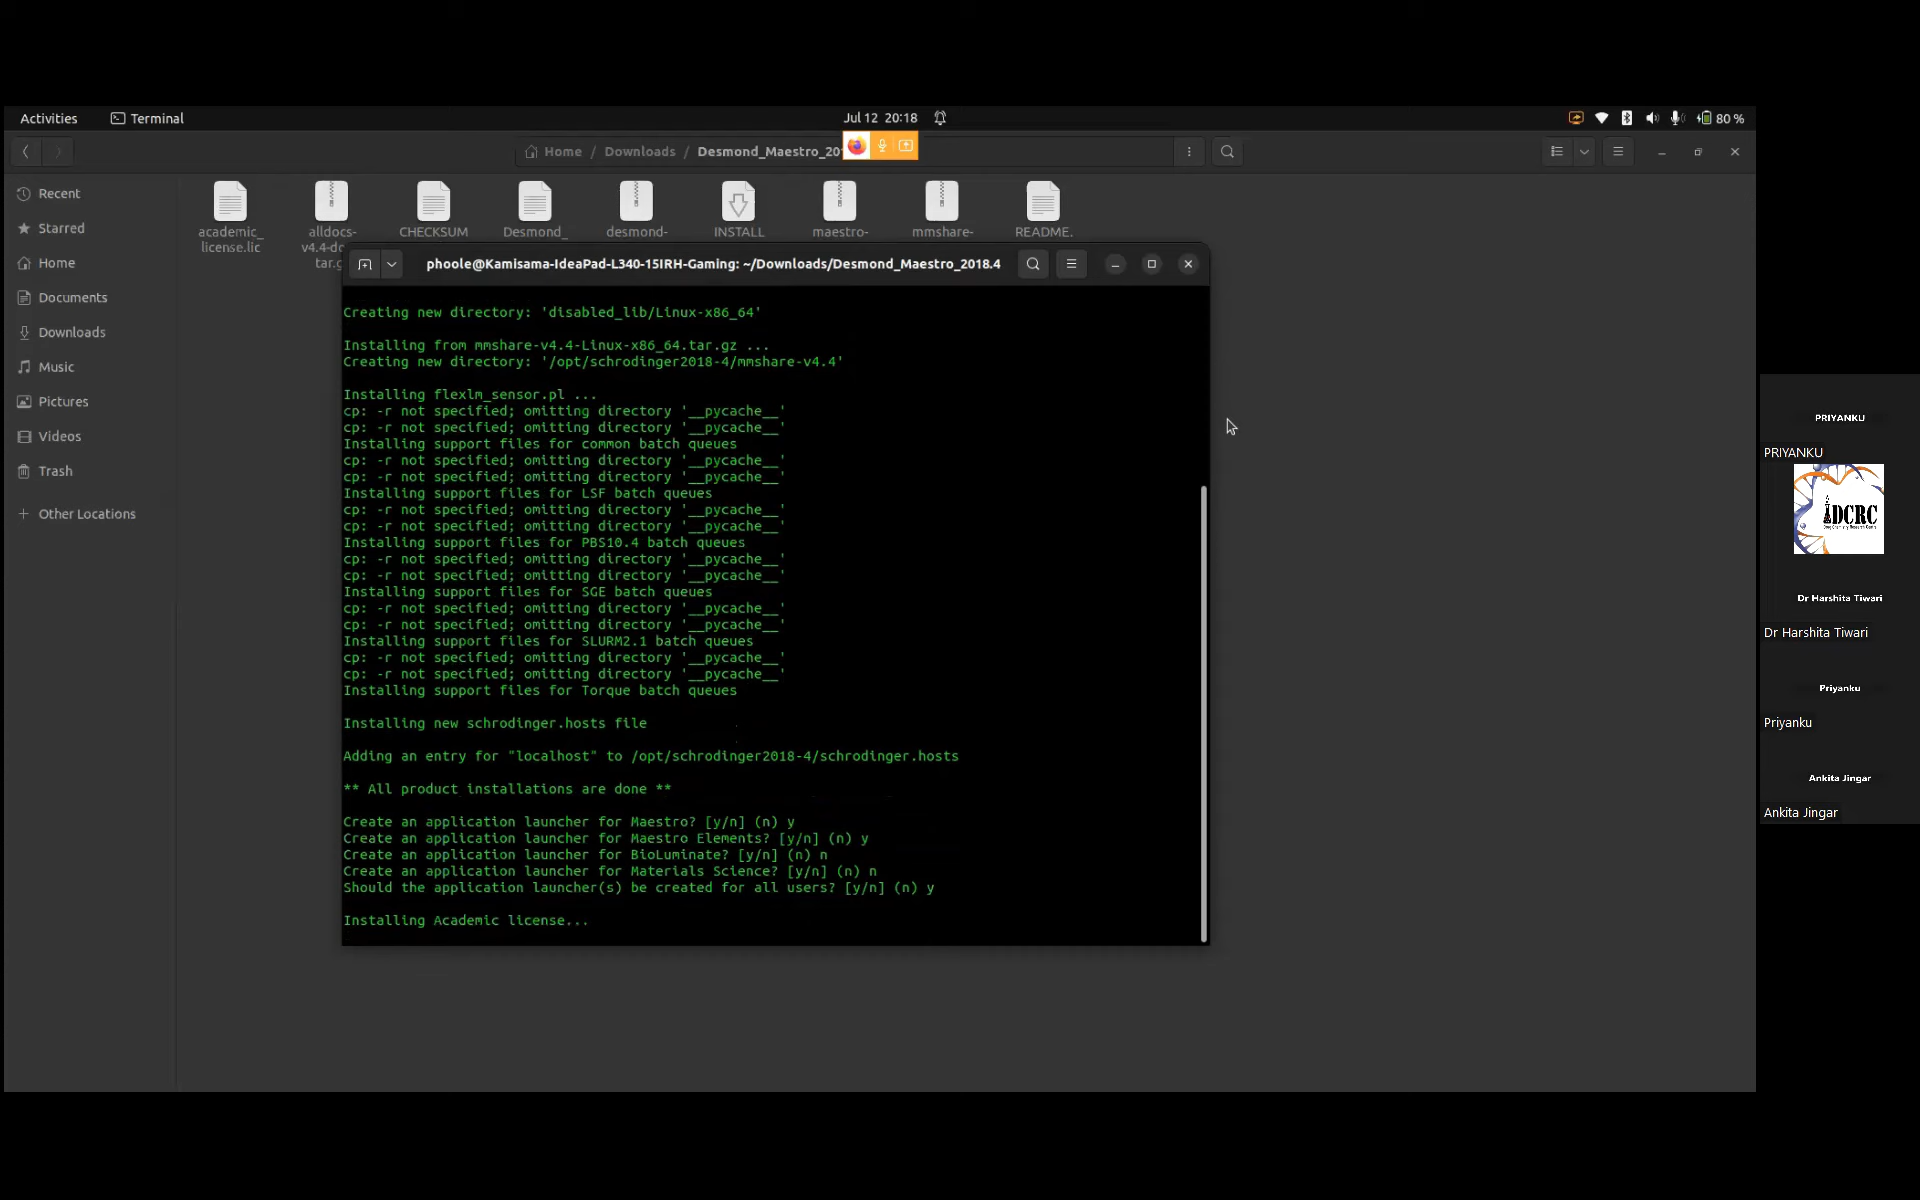 Activities
Terminal
Jul 12 20:18
80 %
Home / Downloads / Desmond_Maestro_20
Recent
Starred
Home
Documents
Downloads
Music
Pictures
Videos
Trash
Other Locations
academic_
license.lic
alldocs-
v4.4-do
tar.g
CHECKSUM
Desmond_
desmond-
INSTALL
maestro-
mmshare-
README.
phoole@Kamisama-IdeaPad-L340-15IRH-Gaming: ~/Downloads/Desmond_Maestro_2018.4
Creating new directory: 'disabled_lib/Linux-x86_64'
Installing from mmshare-v4.4-Linux-x86_64.tar.gz ...
Creating new directory: '/opt/schrodinger2018-4/mmshare-v4.4'
Installing flexlm_sensor.pl ...
cp: -r not specified; omitting directory '__pycache__'
cp: -r not specified; omitting directory '__pycache__'
Installing support files for common batch queues
cp: -r not specified; omitting directory '__pycache__'
cp: -r not specified; omitting directory '__pycache__'
Installing support files for LSF batch queues
cp: -r not specified; omitting directory '__pycache__'
cp: -r not specified; omitting directory '__pycache__'
Installing support files for PBS10.4 batch queues
cp: -r not specified; omitting directory '__pycache__'
cp: -r not specified; omitting directory '__pycache__'
Installing support files for SGE batch queues
cp: -r not specified; omitting directory '__pycache__'
cp: -r not specified; omitting directory '__pycache__'
Installing support files for SLURM2.1 batch queues
cp: -r not specified; omitting directory '__pycache__'
cp: -r not specified; omitting directory '__pycache__'
Installing support files for Torque batch queues
Installing new schrodinger.hosts file
Adding an entry for "localhost" to /opt/schrodinger2018-4/schrodinger.hosts
** All product installations are done **
Create an application launcher for Maestro? [y/n] (n) y
Create an application launcher for Maestro Elements? [y/n] (n) y
Create an application launcher for BioLuminate? [y/n] (n) n
Create an application launcher for Materials Science? [y/n] (n) n
Should the application launcher(s) be created for all users? [y/n] (n) y
Installing Academic license...
PRIYANKU
PRIYANKU
DCRC
Dr Harshita Tiwari
Dr Harshita Tiwari
Priyanku
Priyanku
Ankita Jingar
Ankita Jingar